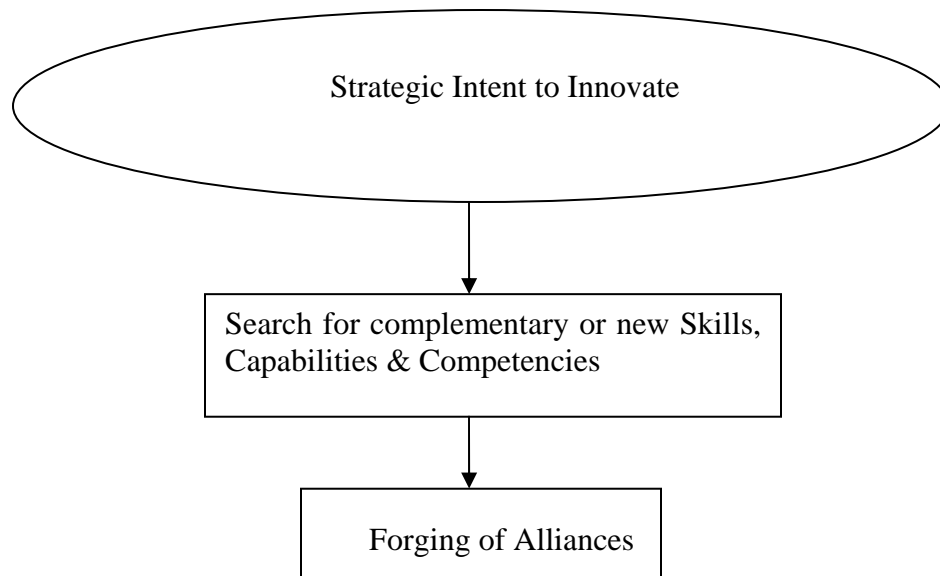 Strategic Intent to Innovate
Search for complementary or new Skills,
Capabilities & Competencies
Forging of Alliances